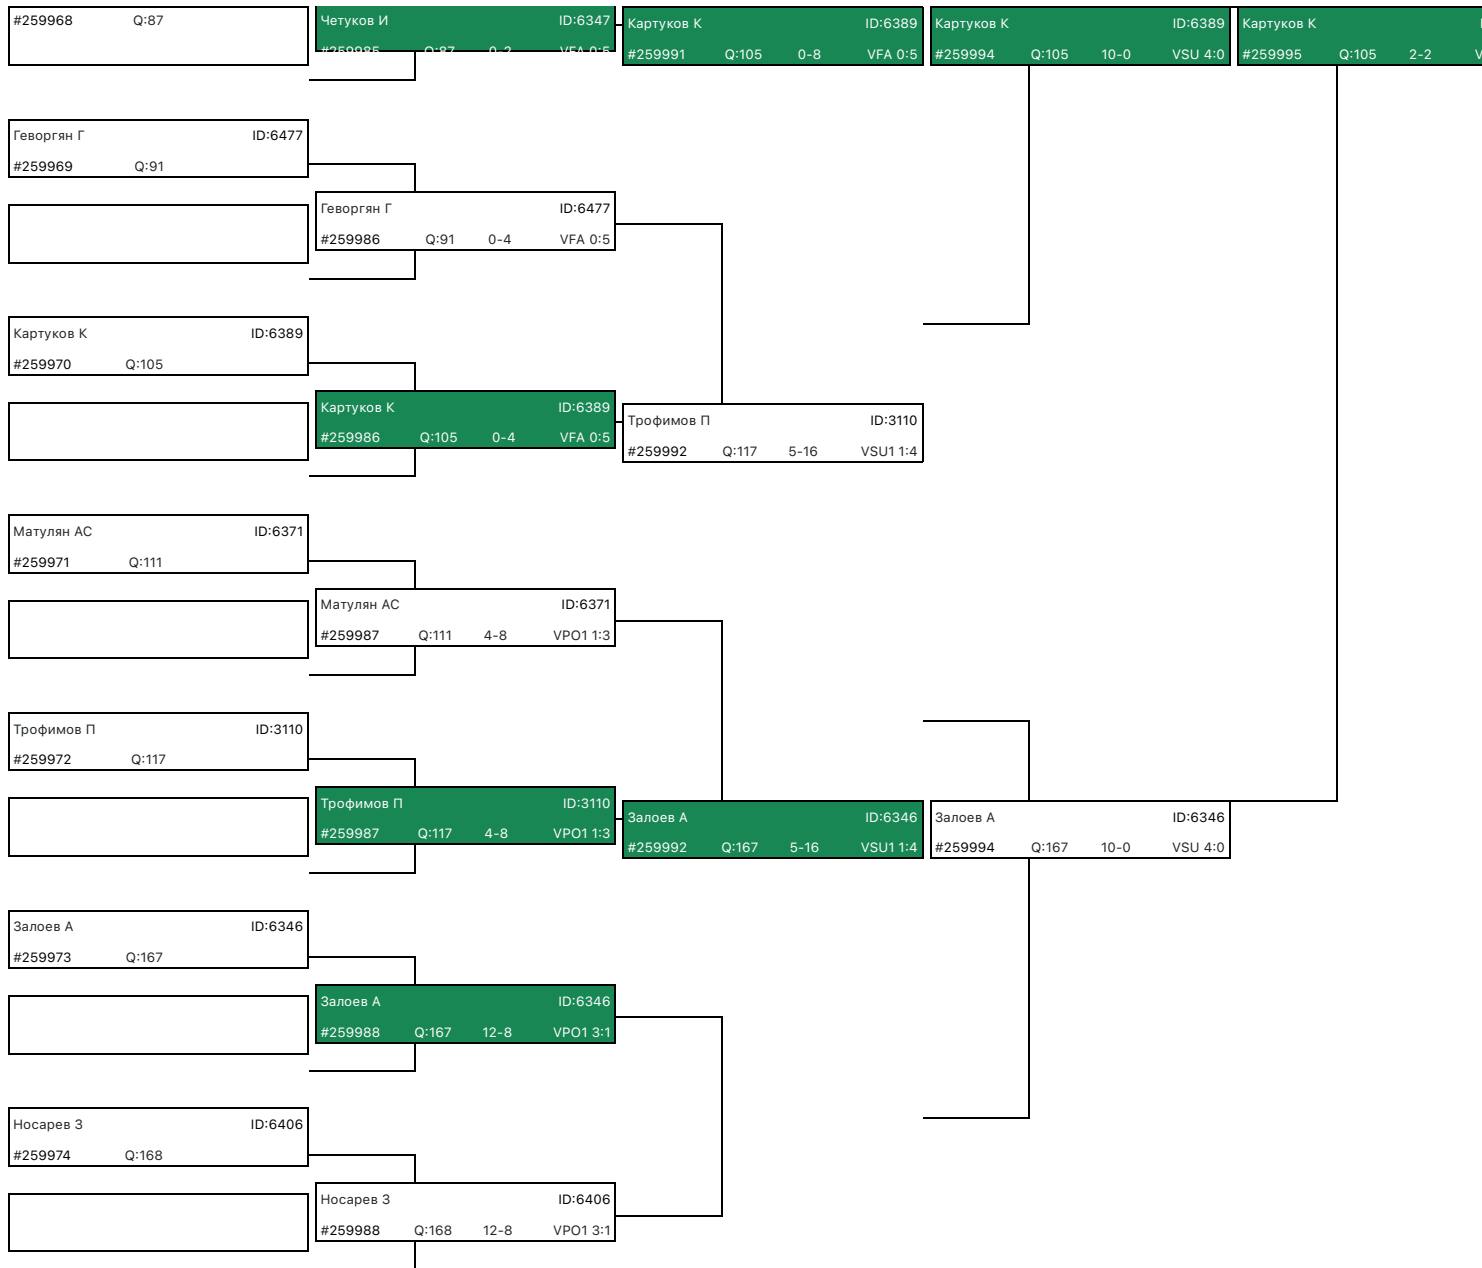 #259968 Q:87
Четуков И ID:6347
#259985 Q:87 0-2 VFA 0:5
Картуков К ID:6389
#259991 Q:105 0-8 VFA 0:5
Картуков К ID:6389
#259994 Q:105 10-0 VSU 4:0
Картуков К
#259995 Q:105 2-2
Геворгян Г ID:6477
#259969 Q:91
Геворгян Г ID:6477
#259986 Q:91 0-4 VFA 0:5
Картуков К ID:6389
#259970 Q:105
Картуков К ID:6389
#259986 Q:105 0-4 VFA 0:5
Трофимов П ID:3110
#259992 Q:117 5-16 VSU1 1:4
Матулян АС ID:6371
#259971 Q:111
Матулян АС ID:6371
#259987 Q:111 4-8 VPO1 1:3
Трофимов П ID:3110
#259972 Q:117
Трофимов П ID:3110
#259987 Q:117 4-8 VPO1 1:3
Залоев А ID:6346
#259992 Q:167 5-16 VSU1 1:4
Залоев А ID:6346
#259994 Q:167 10-0 VSU 4:0
Залоев А ID:6346
#259973 Q:167
Залоев А ID:6346
#259988 Q:167 12-8 VPO1 3:1
Носарев З ID:6406
#259974 Q:168
Носарев З ID:6406
#259988 Q:168 12-8 VPO1 3:1